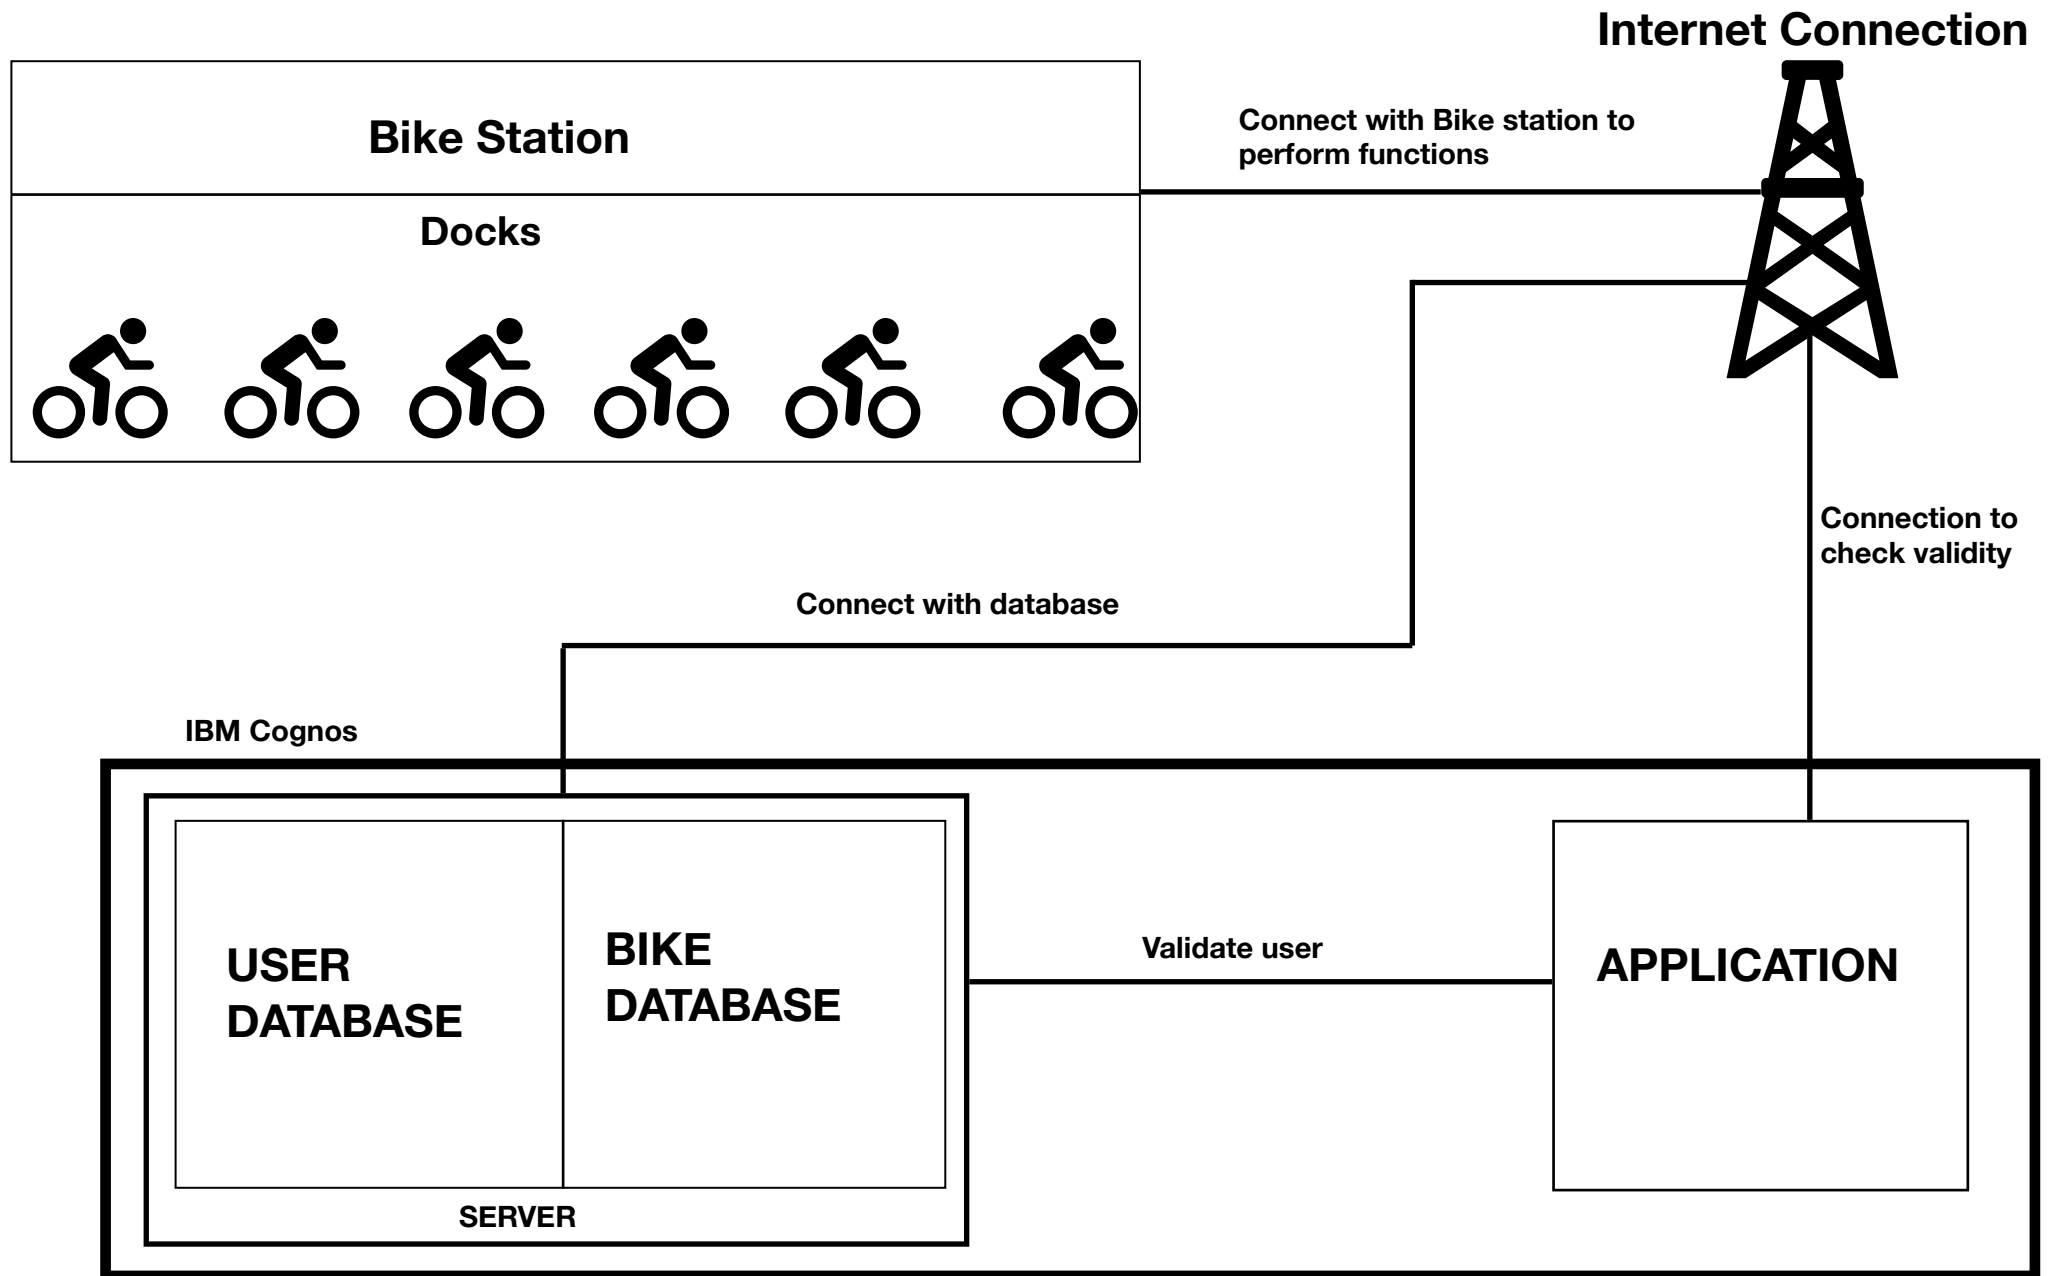 Internet Connection
Bike Station
Connect with Bike station to
perform functions
Docks
Connection to
check validity
Connect with database
IBM Cognos
USER
DATABASE
BIKE
DATABASE
Validate user
APPLICATION
SERVER